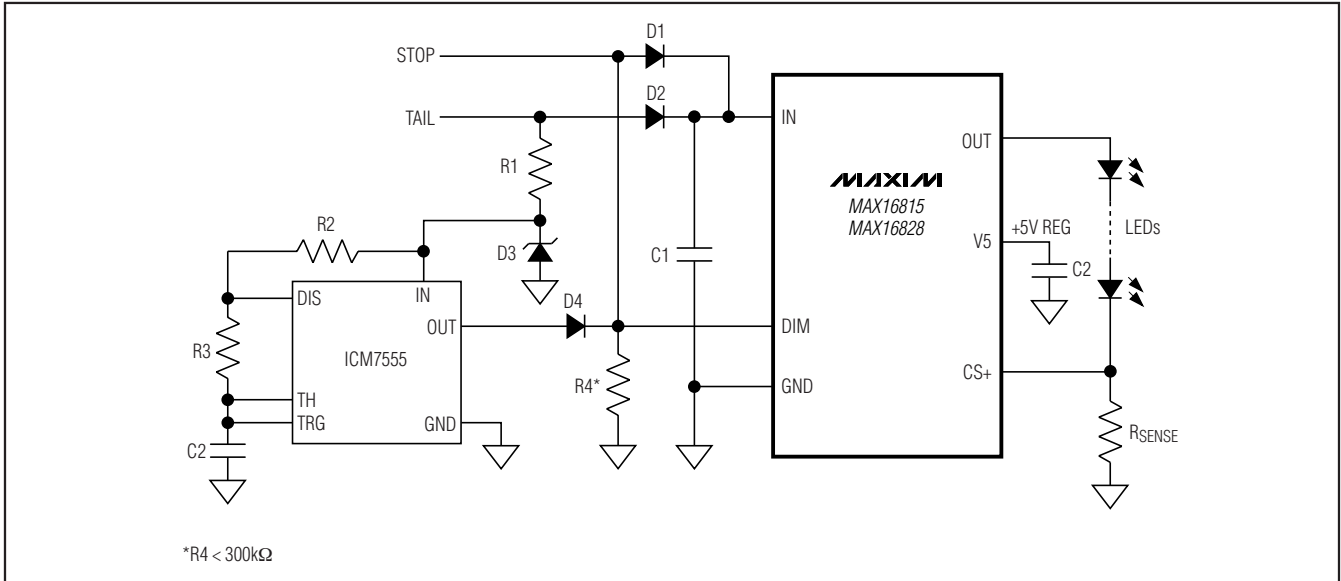 D1
STOP
D2
TAIL
IN
OUT
R1
MAXIM
MAX16815
MAX16828
R2
+5V REG
LEDs
V5
D3
C1
C2
IN
DIS
D4
OUT
DIM
R3
ICM7555
CS+
R4*
GND
TH
TRG
GND
RSENSE
C2
*R4 < 300kΩ